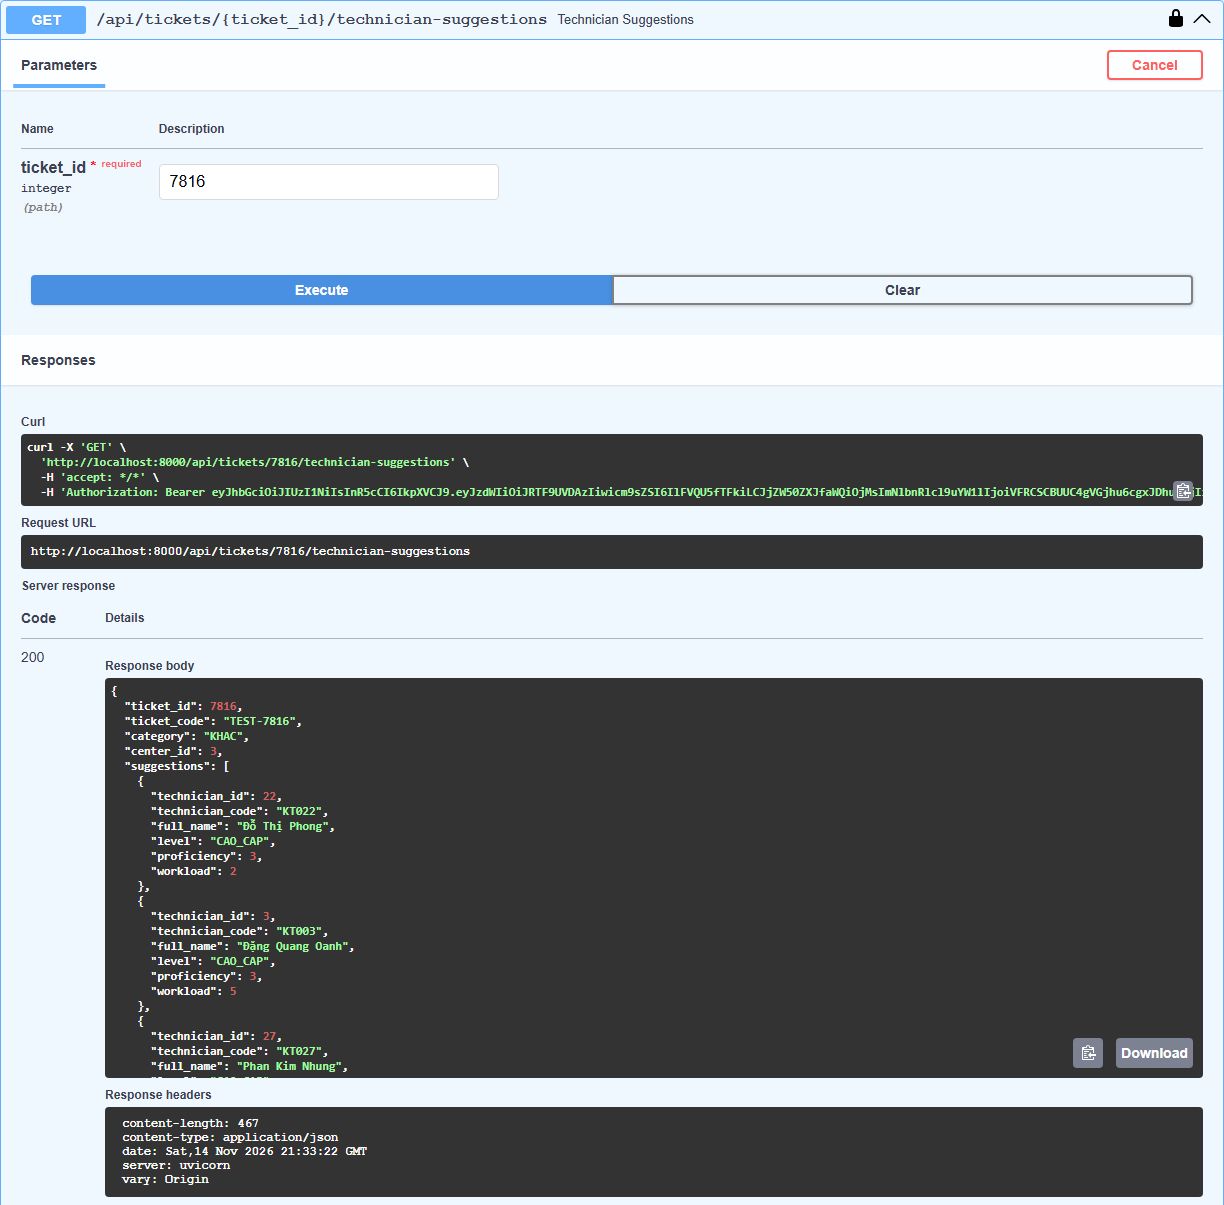 GET /api/tickets/{ticket_id}/technician-suggestions Technician Suggestions
Parameters
Cancel
Name Description
ticket_id * required
integer
(path)
7816
Execute
Clear
Responses
Curl
curl -X 'GET' \
'http://localhost:8000/api/tickets/7816/technician-suggestions' \
-H 'accept: */*' \
Request URL
http://localhost:8000/api/tickets/7816/technician-suggestions
Server response
Code Details
200
Response body
{
"ticket_id": 7816,
"ticket_code": "TEST-7816",
"category": "KHAC",
"center_id": 3,
"suggestions": [
{
"technician_id": 22,
"technician_code": "KT022",
"full_name": "Đỗ Thị Phong",
"level": "CAO_CAP",
"proficiency": 3,
"workload": 2
},
{
"technician_id": 3,
"technician_code": "KT003",
"full_name": "Đặng Quang Oanh",
"level": "CAO_CAP",
"proficiency": 3,
"workload": 5
},
{
"technician_id": 27,
"technician_code": "KT027",
"full_name": "Phan Kim Nhung",
Download
Response headers
content-length: 467
content-type: application/json
date: Sat,14 Nov 2026 21:33:22 GMT
server: uvicorn
vary: Origin